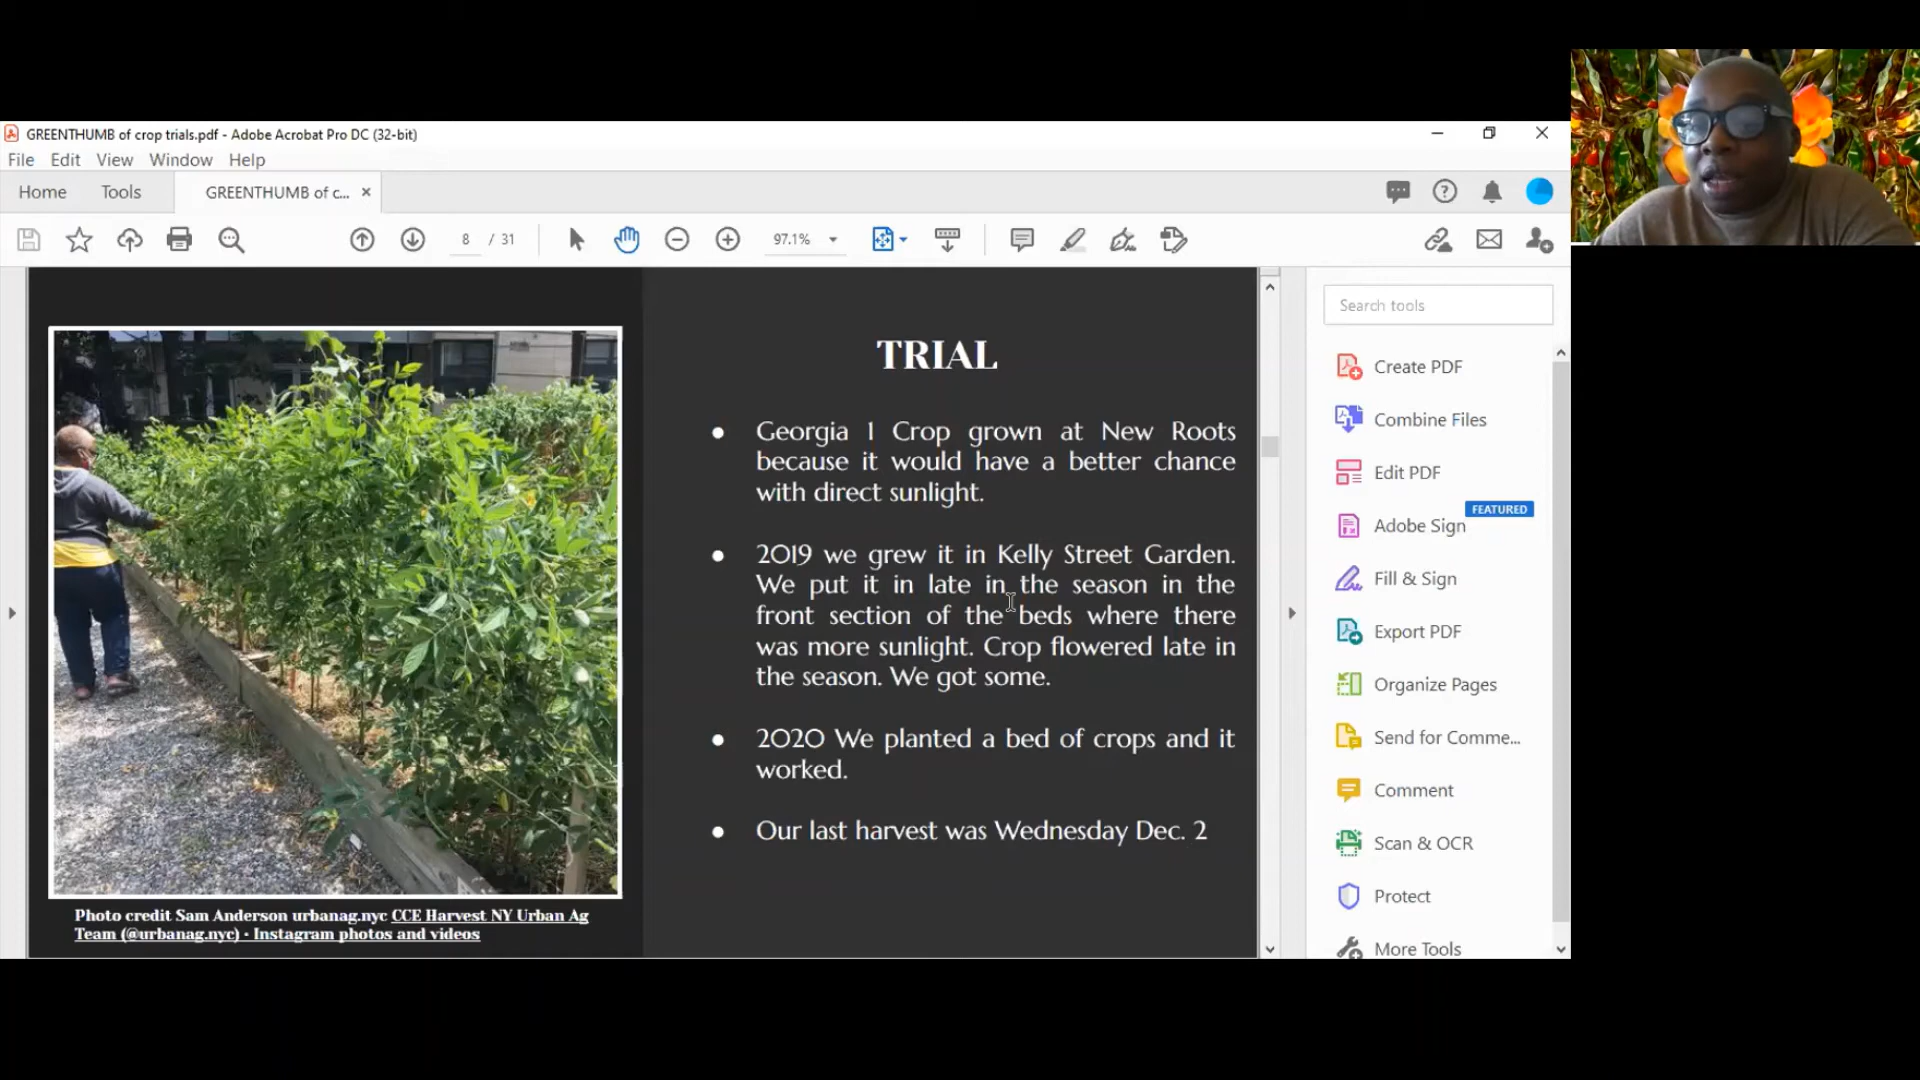 GREENTHUMB of crop trials.pdf - Adobe Acrobat Pro DC (32-bit)
File Edit View Window Help
Home Tools GREENTHUMB of c... ×
8 / 31 97.1%
TRIAL
● Georgia 1 Crop grown at New Roots
because it would have a better chance
with direct sunlight.
● 2019 we grew it in Kelly Street Garden.
We put it in late in the season in the
front section of the beds where there
was more sunlight. Crop flowered late in
the season. We got some.
● 2020 We planted a bed of crops and it
worked.
● Our last harvest was Wednesday Dec. 2
Photo credit Sam Anderson urbanag.nyc CCE Harvest NY Urban Ag
Team (@urbanag.nyc) • Instagram photos and videos
Search tools
Create PDF
Combine Files
Edit PDF
FEATURED
Adobe Sign
Fill & Sign
Export PDF
Organize Pages
Send for Comme...
Comment
Scan & OCR
Protect
More Tools